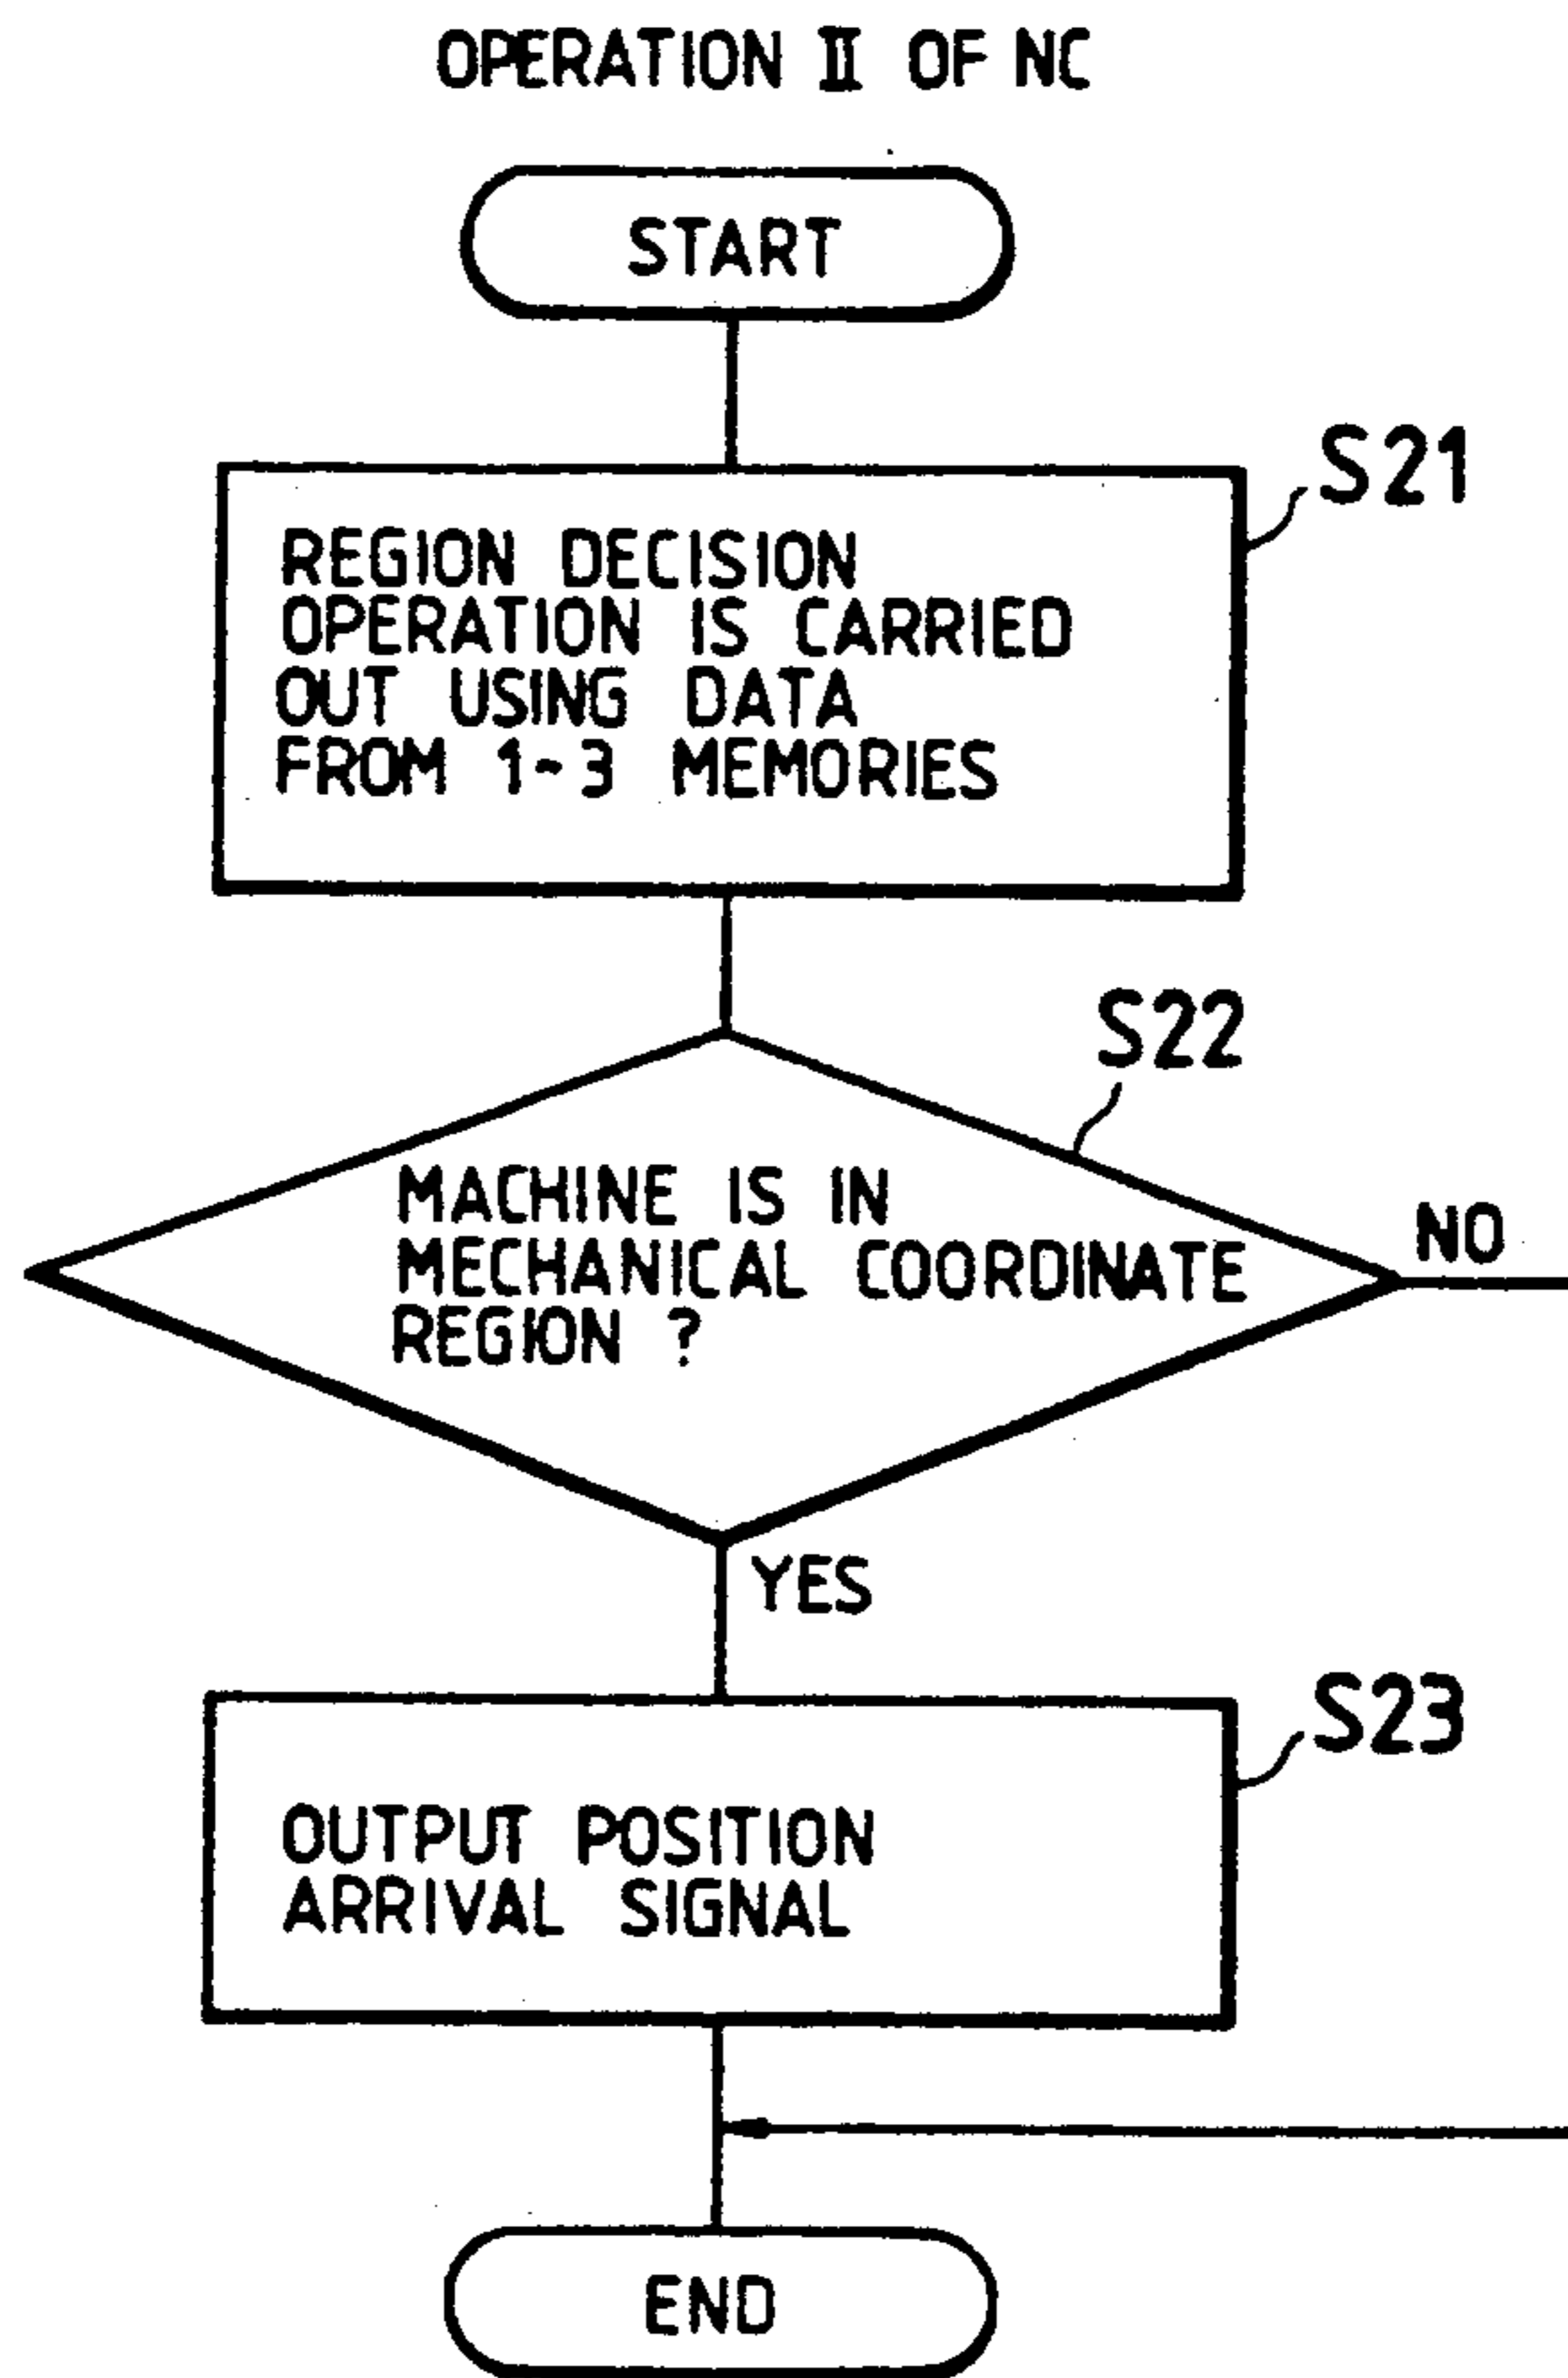 OPERATION II OF NC
START
S21
REGION DECISION
OPERATION IS CARRIED
OUT USING DATA
FROM 1~3 MEMORIES
S22
MACHINE IS IN
MECHANICAL COORDINATE
REGION ?
NO
YES
S23
OUTPUT POSITION
ARRIVAL SIGNAL
END